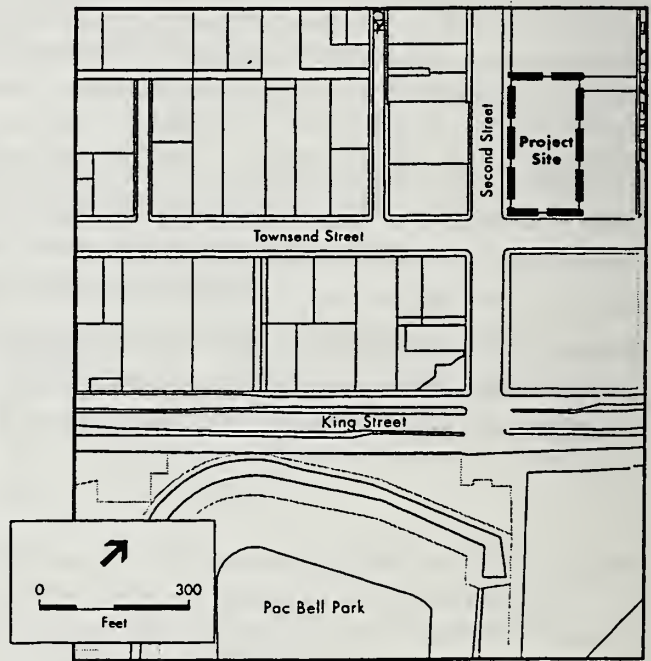 Second Street
Project
Site
Townsend Street
King Street
0 300
Feet
Pac Bell Park